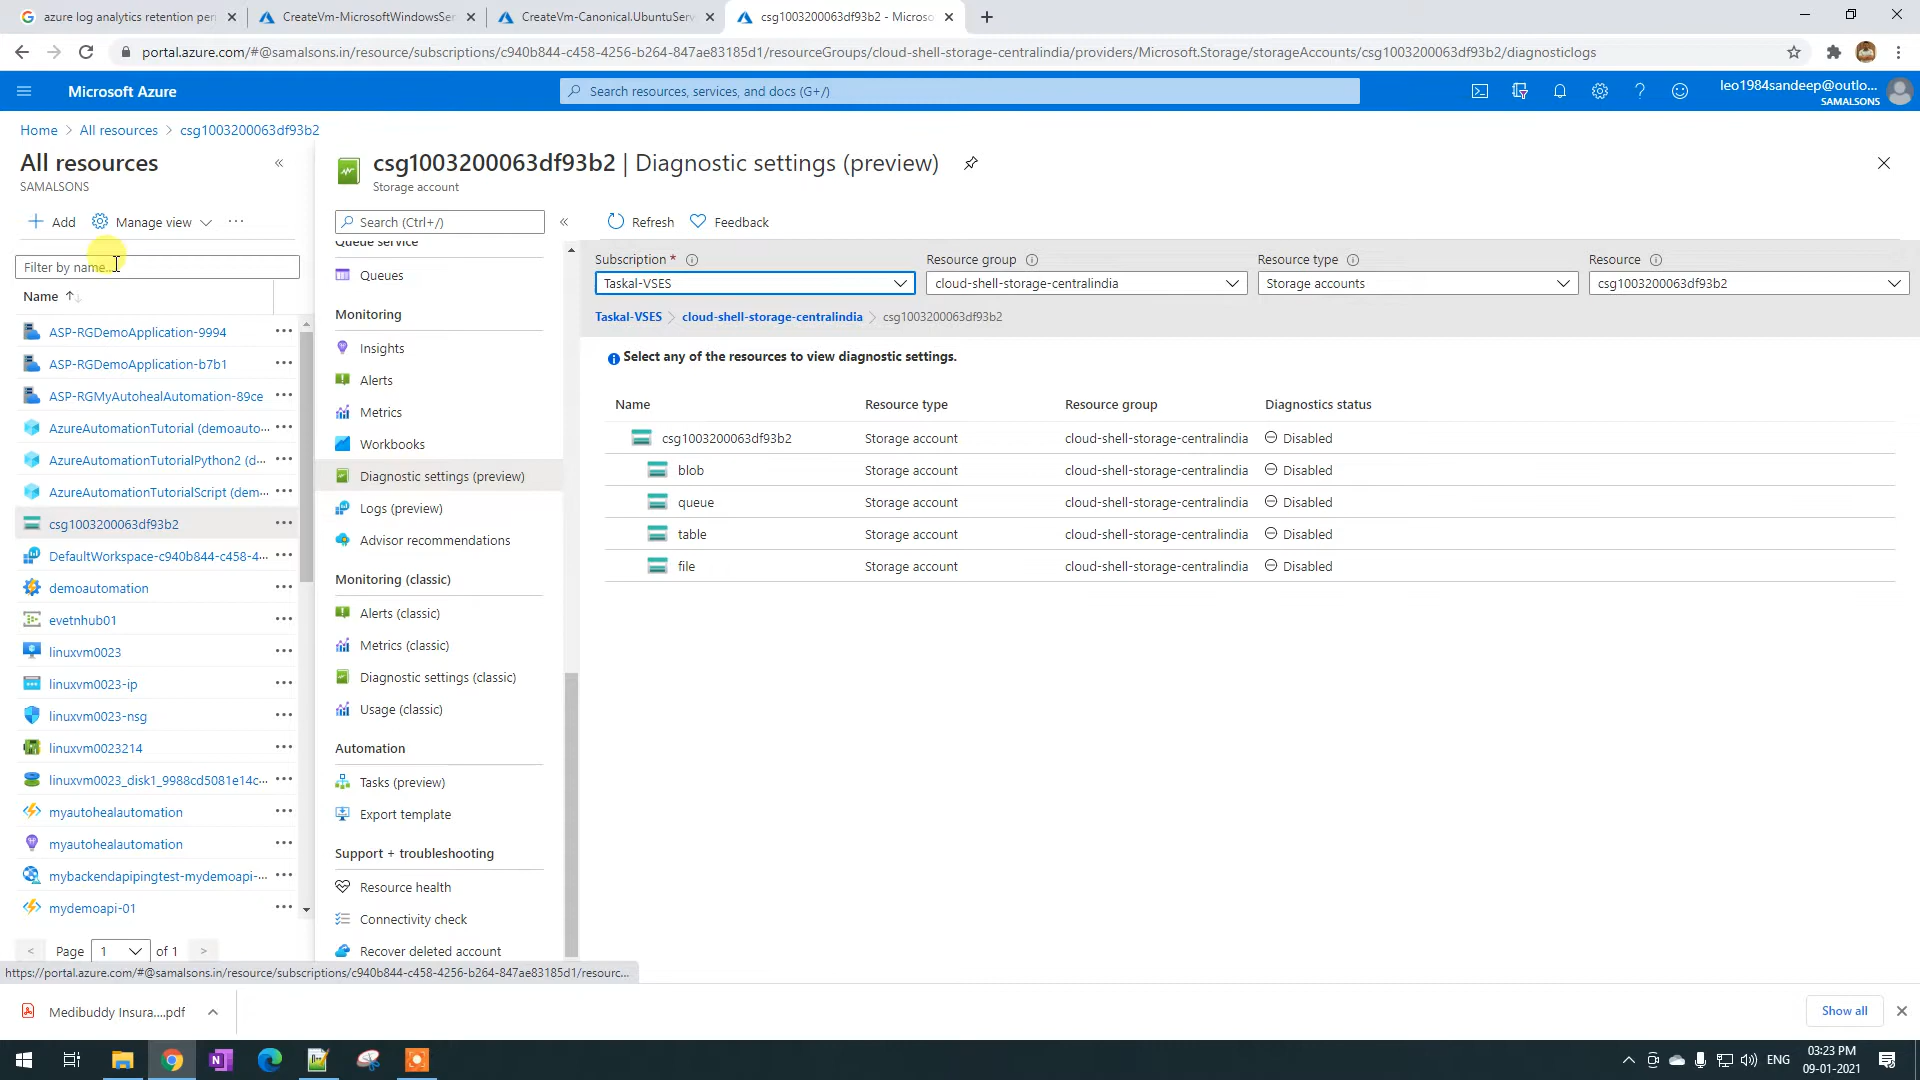 azure log analytics retention per
CreateVm-MicrosoftWindowsSer
CreateVm-Canonical.UbuntuServ
csg1003200063df93b2 - Microso
portal.azure.com/#@samalsons.in/resource/subscriptions/c940b844-c458-4256-b264-847ae83185d1/resourceGroups/cloud-shell-storage-centralindia/providers/Microsoft.Storage/storageAccounts/csg1003200063df93b2/diagnosticlogs
Microsoft Azure
Search resources, services, and docs (G+/)
leo1984sandeep@outlo...
SAMALSONS
Home > All resources > csg1003200063df93b2
All resources
SAMALSONS
Add
Manage view
Filter by name...
Name
ASP-RGDemoApplication-9994
ASP-RGDemoApplication-b7b1
ASP-RGMyAutohealAutomation-89ce
AzureAutomationTutorial (demoauto...
AzureAutomationTutorialPython2 (d...
AzureAutomationTutorialScript (dem...
csg1003200063df93b2
DefaultWorkspace-c940b844-c458-4...
demoautomation
evetnhub01
linuxvm0023
linuxvm0023-ip
linuxvm0023-nsg
linuxvm0023214
linuxvm0023_disk1_9988cd5081e14c...
myautohealautomation
myautohealautomation
mybackendapipingtest-mydemoapi-...
mydemoapi-01
< Page 1 of 1 >
https://portal.azure.com/#@samalsons.in/resource/subscriptions/c940b844-c458-4256-b264-847ae83185d1/resourc...
csg1003200063df93b2 | Diagnostic settings (preview)
Storage account
Search (Ctrl+/)
Queue service
Queues
Monitoring
Insights
Alerts
Metrics
Workbooks
Diagnostic settings (preview)
Logs (preview)
Advisor recommendations
Monitoring (classic)
Alerts (classic)
Metrics (classic)
Diagnostic settings (classic)
Usage (classic)
Automation
Tasks (preview)
Export template
Support + troubleshooting
Resource health
Connectivity check
Recover deleted account
Refresh
Feedback
Subscription * Resource group Resource type Resource
Taskal-VSES cloud-shell-storage-centralindia Storage accounts csg1003200063df93b2
Taskal-VSES > cloud-shell-storage-centralindia > csg1003200063df93b2
Select any of the resources to view diagnostic settings.
Name Resource type Resource group Diagnostics status
csg1003200063df93b2 Storage account cloud-shell-storage-centralindia Disabled
blob Storage account cloud-shell-storage-centralindia Disabled
queue Storage account cloud-shell-storage-centralindia Disabled
table Storage account cloud-shell-storage-centralindia Disabled
file Storage account cloud-shell-storage-centralindia Disabled
Medibuddy Insura....pdf
Show all
ENG
03:23 PM
09-01-2021